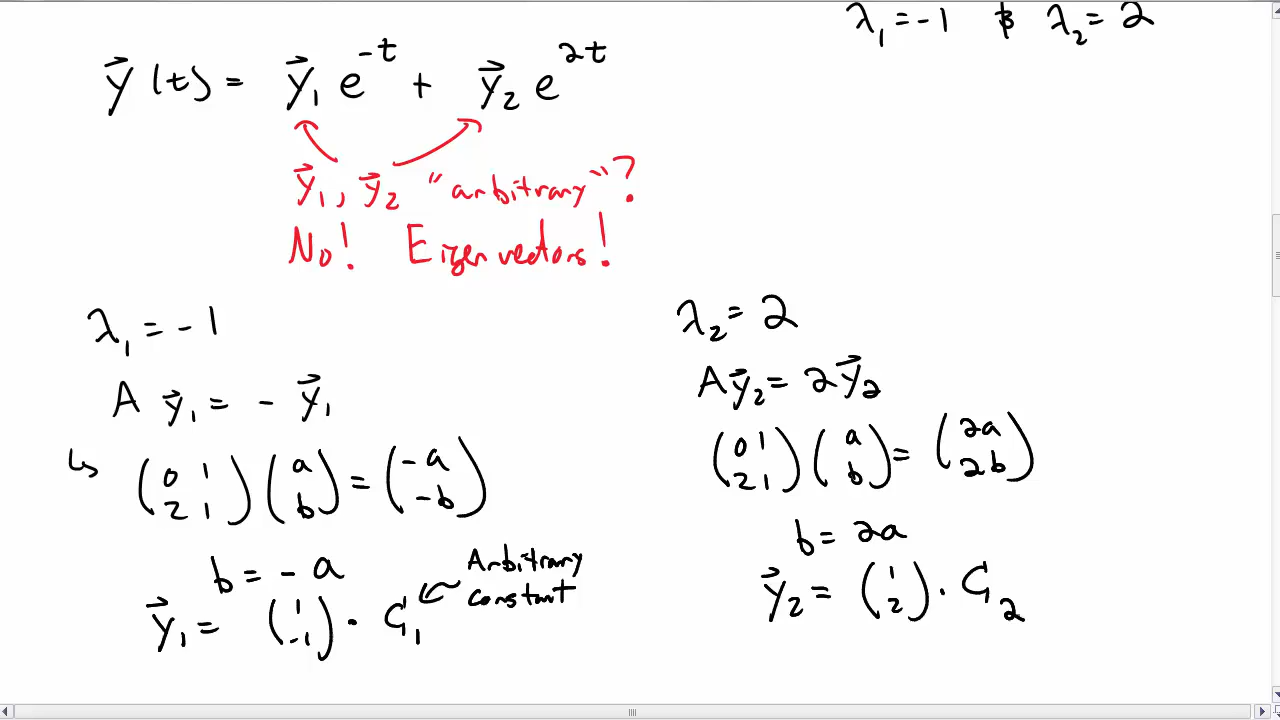 λ₁ = -1 & λ₂ = 2
y⃗(t) = y⃗₁ e^{-t} + y⃗₂ e^{2t}
y⃗₁, y⃗₂ "arbitrary"?
No! Eigenvectors!
λ₁ = -1
A y⃗₁ = - y⃗₁
↳ (0 1; 2 1)(a; b) = (-a; -b)
b = - a
y⃗₁ = (1; -1) · C₁
Arbitrary
constant
λ₂ = 2
A y⃗₂ = 2 y⃗₂
(0 1; 2 1)(a; b) = (2a; 2b)
b = 2a
y⃗₂ = (1; 2) · C₂